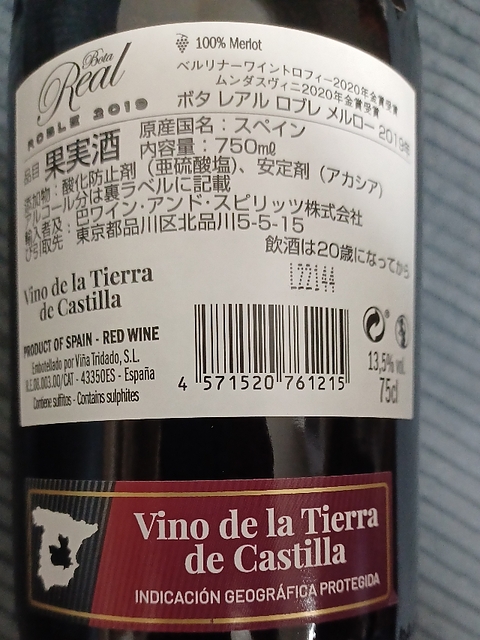 Bota
Real
ROBLE 2019
100% Merlot
ベルリナーワイントロフィー2020年金賞受賞
ムンダスヴィニ2020年金賞受賞
ボタ レアル ロブレ メルロー 2019年
品目 果実酒
原産国名：スペイン
内容量：750mℓ
添加物：酸化防止剤（亜硫酸塩）、安定剤（アカシア）
アルコール分は裏ラベルに記載
輸入者及び引取先：巴ワイン・アンド・スピリッツ株式会社
東京都品川区北品川5-5-15
飲酒は20歳になってから
L22144
Vino de la Tierra
de Castilla
PRODUCT OF SPAIN - RED WINE
Embotellado por Viña Tridado, S.L.
R.E.08.003.00/CAT - 43350ES - España
Contiene sulfitos - Contains sulphites
4 571520 761215
13,5% vol.
75cl
Vino de la Tierra
de Castilla
INDICACIÓN GEOGRÁFICA PROTEGIDA